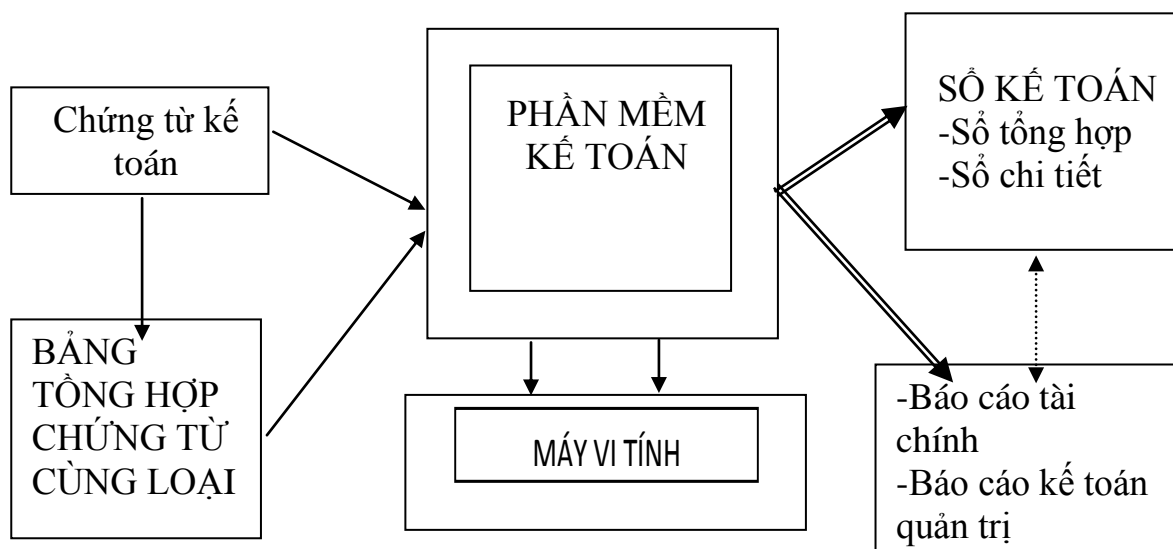 Chứng từ kế
toán
BẢNG
TỒNG HỢP
CHỨNG TỪ
CÙNG LOẠI
PHẦN MỀM
KẾ TOÁN
MÁY VI TÍNH
SỔ KẾ TOÁN
-Sổ tổng hợp
-Sổ chi tiết
-Báo cáo tài
chính
-Báo cáo kế toán
quản trị